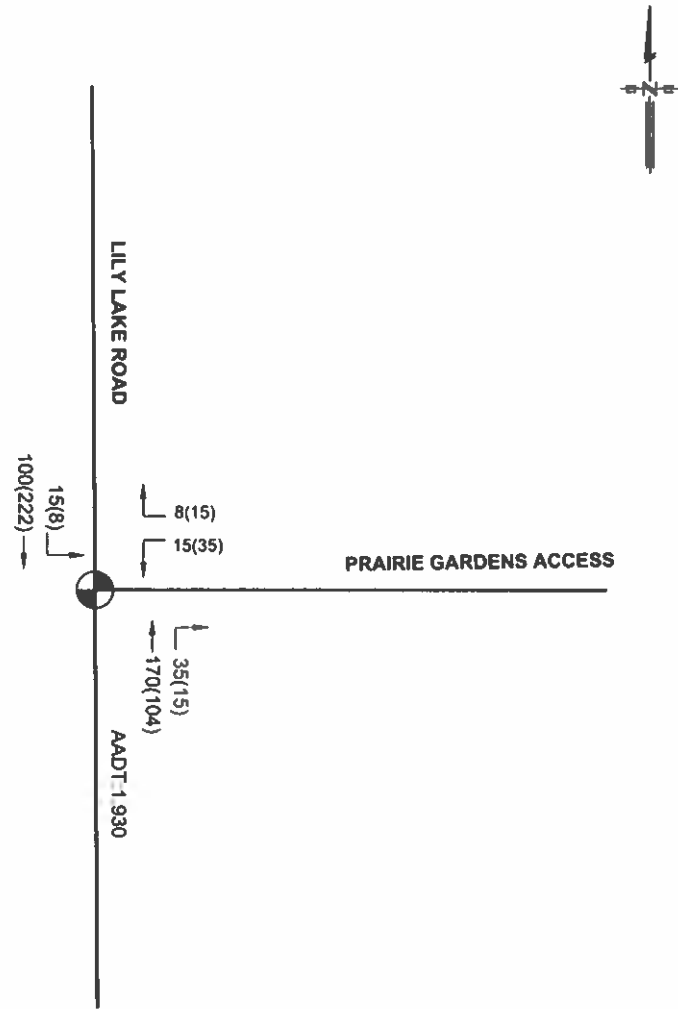 N
LILY LAKE ROAD
8(15)
15(35)
PRAIRIE GARDENS ACCESS
15(8)
100(222)
35(15)
170(104)
AADT-1,930